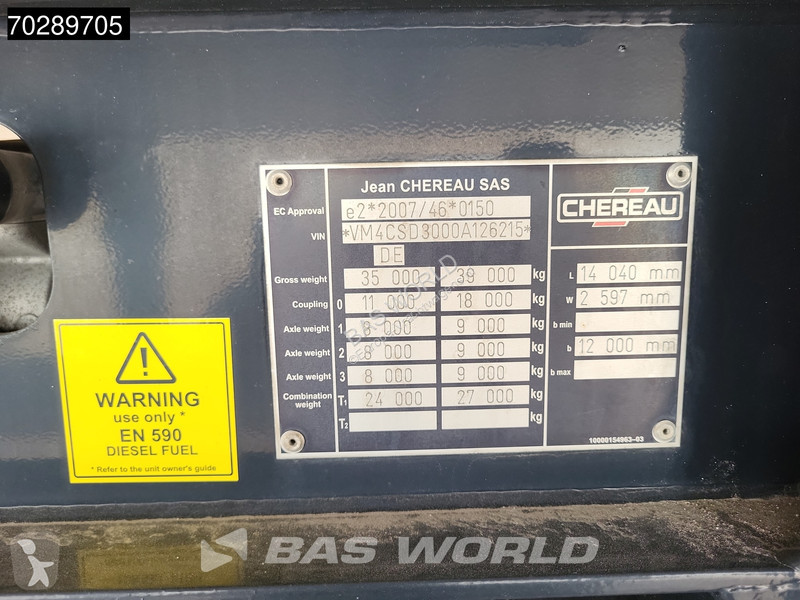 70289705
Jean CHEREAU SAS
EC Approval e2*2007/46*0150
VIN *VM4CSD3000A126215*
DE
Gross weight 35 000 39 000 kg
Coupling 0 11 000 18 000 kg
Axle weight 1 8 000 9 000 kg
Axle weight 2 8 000 9 000 kg
Axle weight 3 8 000 9 000 kg
Combination weight T1 24 000 27 000 kg
T2 kg
CHEREAU
L 14 040 mm
W 2 597 mm
b min
b 12 000 mm
b max
10000154963-03
WARNING
use only *
EN 590
DIESEL FUEL
* Refer to the unit owner's guide
BAS WORLD
BAS WORLD